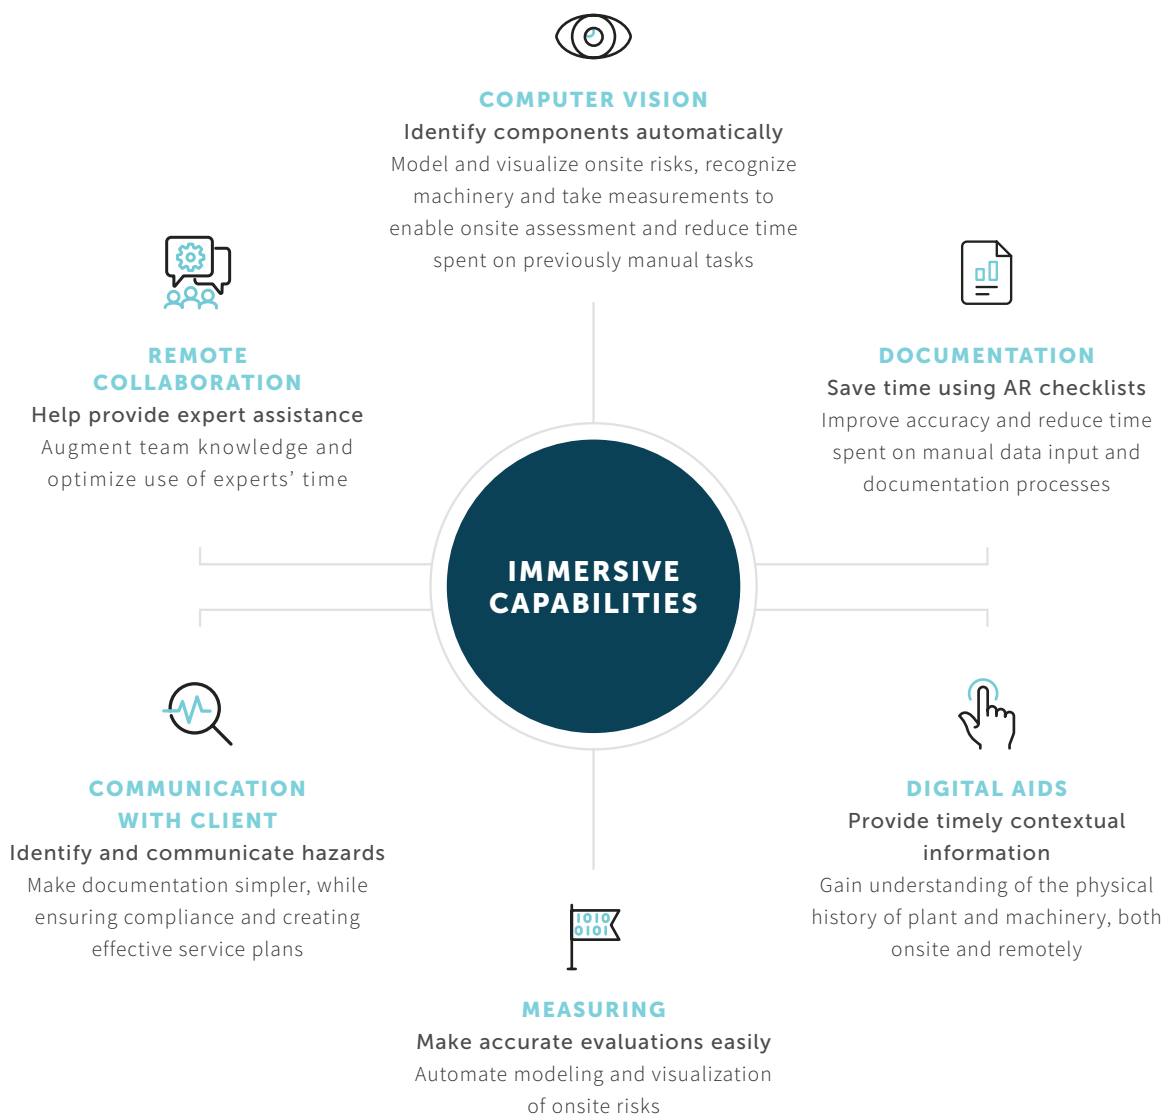 COMPUTER VISION
Identify components automatically
Model and visualize onsite risks, recognize
machinery and take measurements to
enable onsite assessment and reduce time
spent on previously manual tasks
REMOTE
COLLABORATION
Help provide expert assistance
Augment team knowledge and
optimize use of experts’ time
DOCUMENTATION
Save time using AR checklists
Improve accuracy and reduce time
spent on manual data input and
documentation processes
IMMERSIVE
CAPABILITIES
COMMUNICATION
WITH CLIENT
Identify and communicate hazards
Make documentation simpler, while
ensuring compliance and creating
effective service plans
DIGITAL AIDS
Provide timely contextual
information
Gain understanding of the physical
history of plant and machinery, both
onsite and remotely
1010
0101
MEASURING
Make accurate evaluations easily
Automate modeling and visualization
of onsite risks